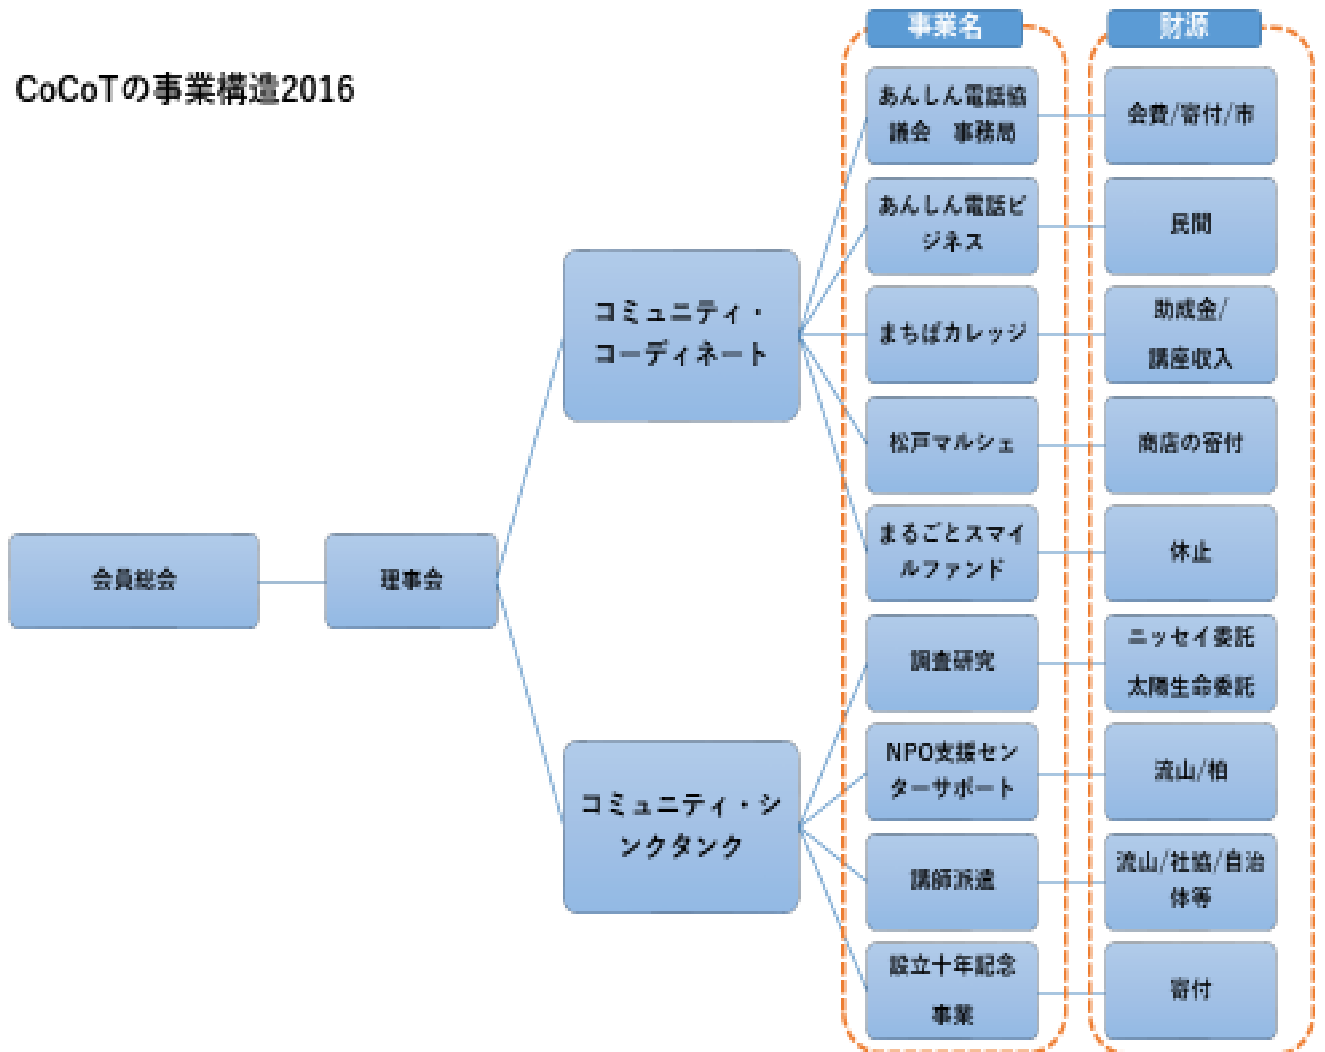 CoCoTの事業構造2016
会員総会
理事会
コミュニティ・
コーディネート
コミュニティ・シ
ンクタンク
事業名
財源
あんしん電話協
議会　事務局
会費/寄付/市
あんしん電話ビ
ジネス
民間
まちばカレッジ
助成金/
講座収入
松戸マルシェ
商店の寄付
まるごとスマイ
ルファンド
休止
調査研究
ニッセイ委託
太陽生命委託
NPO支援セン
ターサポート
流山/柏
講師派遣
流山/社協/自治
体等
設立十年記念
事業
寄付